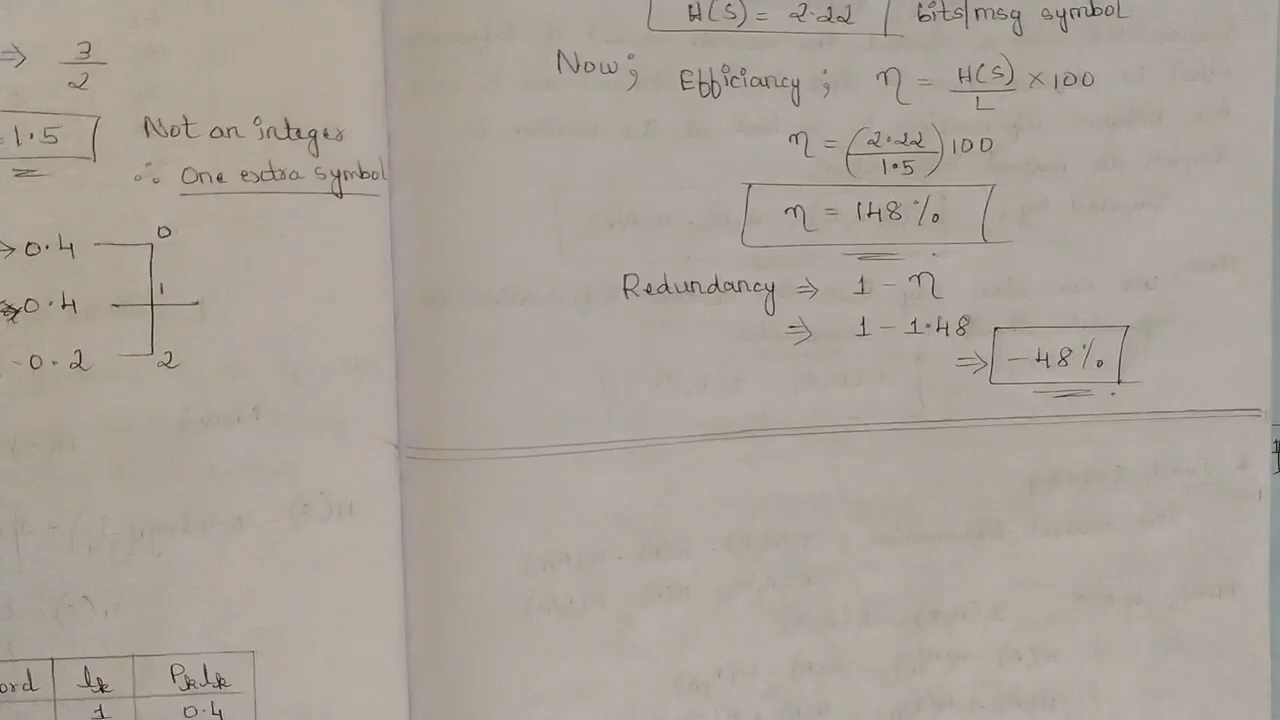 ⇒ 3/2
1.5 Not an integer
∴ One extra symbol
→ 0.4 0
0.4 1
0.2 2
ord lk Pklk
1 0.4
H(S) = 2.22 bits/msg symbol
Now; Efficiancy; η = H(S)/L × 100
η = (2.22/1.5)100
η = 148%
Redundancy ⇒ 1 - η
⇒ 1 - 1.48
⇒ -48%